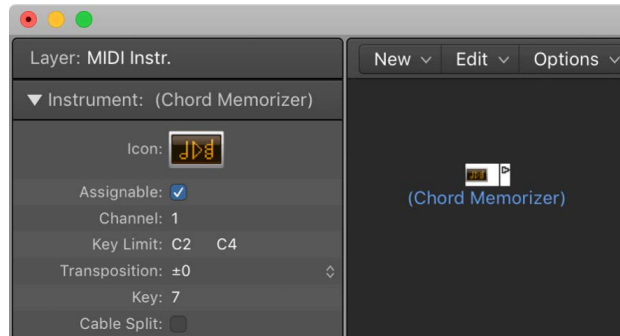 Layer: MIDI Instr.
New Edit Options
Instrument: (Chord Memorizer)
Icon:
(Chord Memorizer)
Assignable:
Channel: 1
Key Limit: C2 C4
Transposition: ±0
Key: 7
Cable Split: